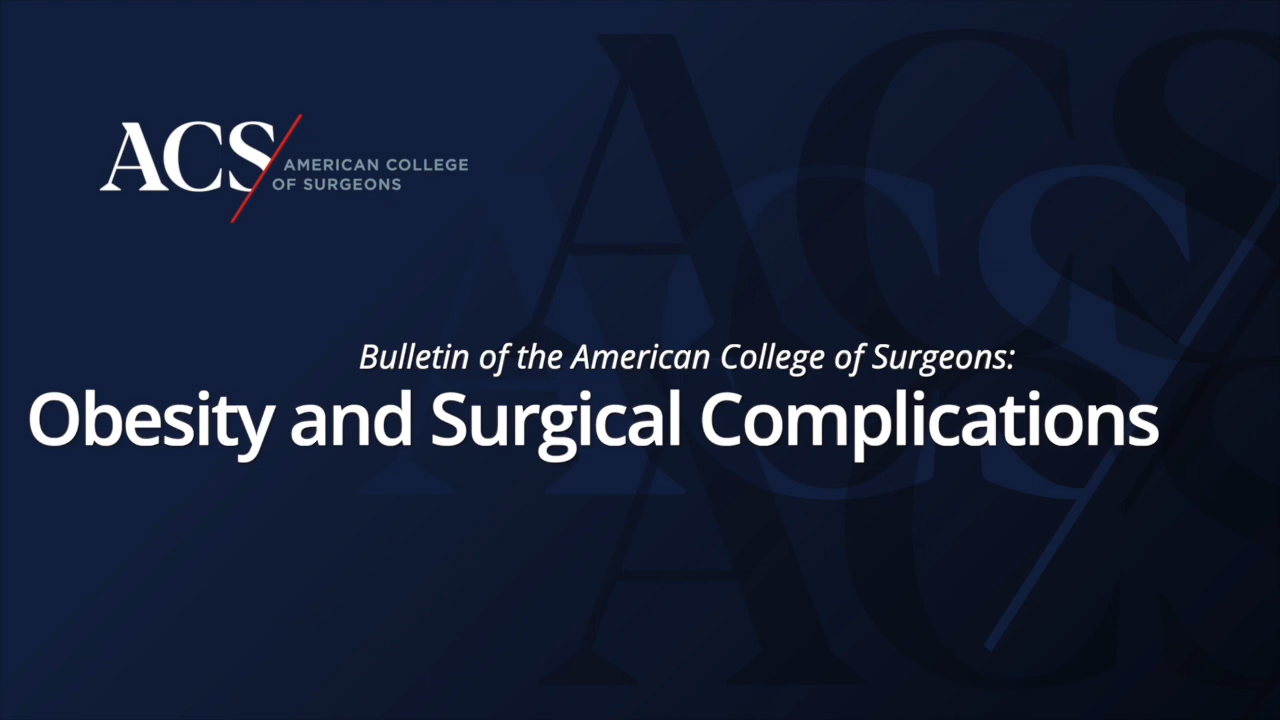 ACS
AMERICAN COLLEGE
OF SURGEONS
Bulletin of the American College of Surgeons:
Obesity and Surgical Complications